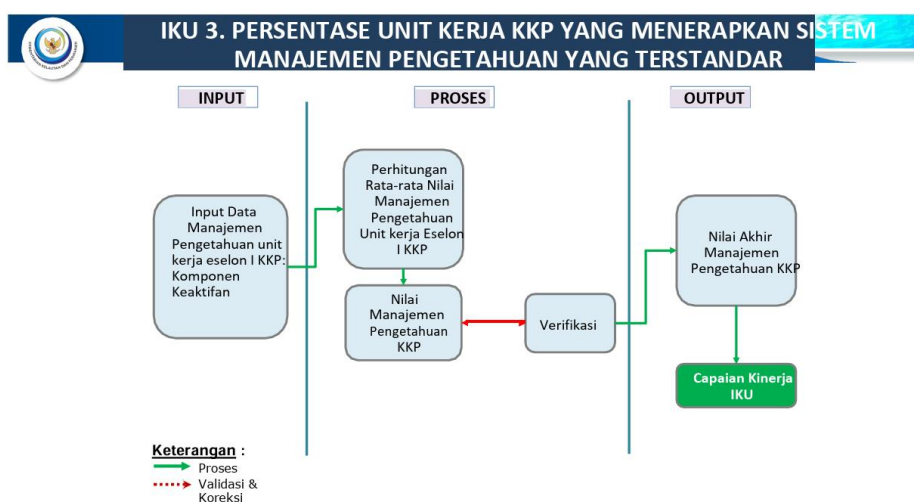 IKU 3. PERSENTASE UNIT KERJA KKP YANG MENERAPKAN SISTEM
MANAJEMEN PENGETAHUAN YANG TERSTANDAR
INPUT
PROSES
OUTPUT
Input Data
Manajemen
Pengetahuan unit
kerja eselon I KKP:
Komponen
Keaktifan
Perhitungan
Rata-rata Nilai
Manajemen
Pengetahuan
Unit kerja Eselon
I KKP
Nilai
Manajemen
Pengetahuan
KKP
Verifikasi
Nilai Akhir
Manajemen
Pengetahuan KKP
Capaian Kinerja
IKU
Keterangan :
Proses
Validasi &
Koreksi